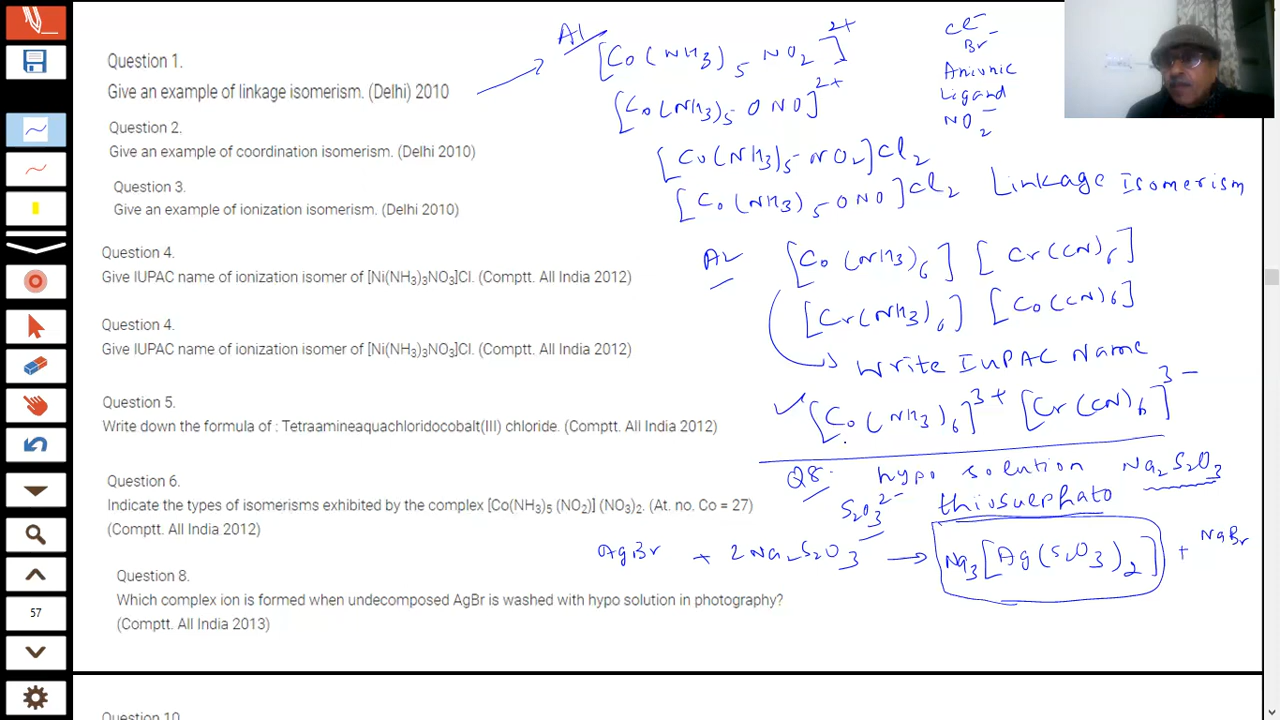 Question 1.
Give an example of linkage isomerism. (Delhi) 2010
Question 2.
Give an example of coordination isomerism. (Delhi 2010)
Question 3.
Give an example of ionization isomerism. (Delhi 2010)
Question 4.
Give IUPAC name of ionization isomer of [Ni(NH₃)₃NO₃]Cl. (Comptt. All India 2012)
Question 4.
Give IUPAC name of ionization isomer of [Ni(NH₃)₃NO₃]Cl. (Comptt. All India 2012)
Question 5.
Write down the formula of : Tetraamineaquachloridocobalt(III) chloride. (Comptt. All India 2012)
Question 6.
Indicate the types of isomerisms exhibited by the complex [Co(NH₃)₅ (NO₂)] (NO₃)₂. (At. no. Co = 27)
(Comptt. All India 2012)
Question 8.
Which complex ion is formed when undecomposed AgBr is washed with hypo solution in photography?
(Comptt. All India 2013)
Question 10.
57
A1
[Co(NH3)5 NO2]2+
[Co(NH3)5-ONO]2+
Cl-
Br-
Anionic
Ligand
NO2-
[Co(NH3)5-NO2]Cl2
[Co(NH3)5ONO]Cl2 Linkage Isomerism
A2 [Co(NH3)6] [Cr(CN)6]
[Cr(NH3)6] [Co(CN)6]
Write IUPAC Name
[Co(NH3)6]3+ [Cr(CN)6]3-
Q8. hypo solution Na2S2O3
S2O3 2- thiosulphato
AgBr + 2Na2S2O3 → Na3[Ag(S2O3)2] + NaBr